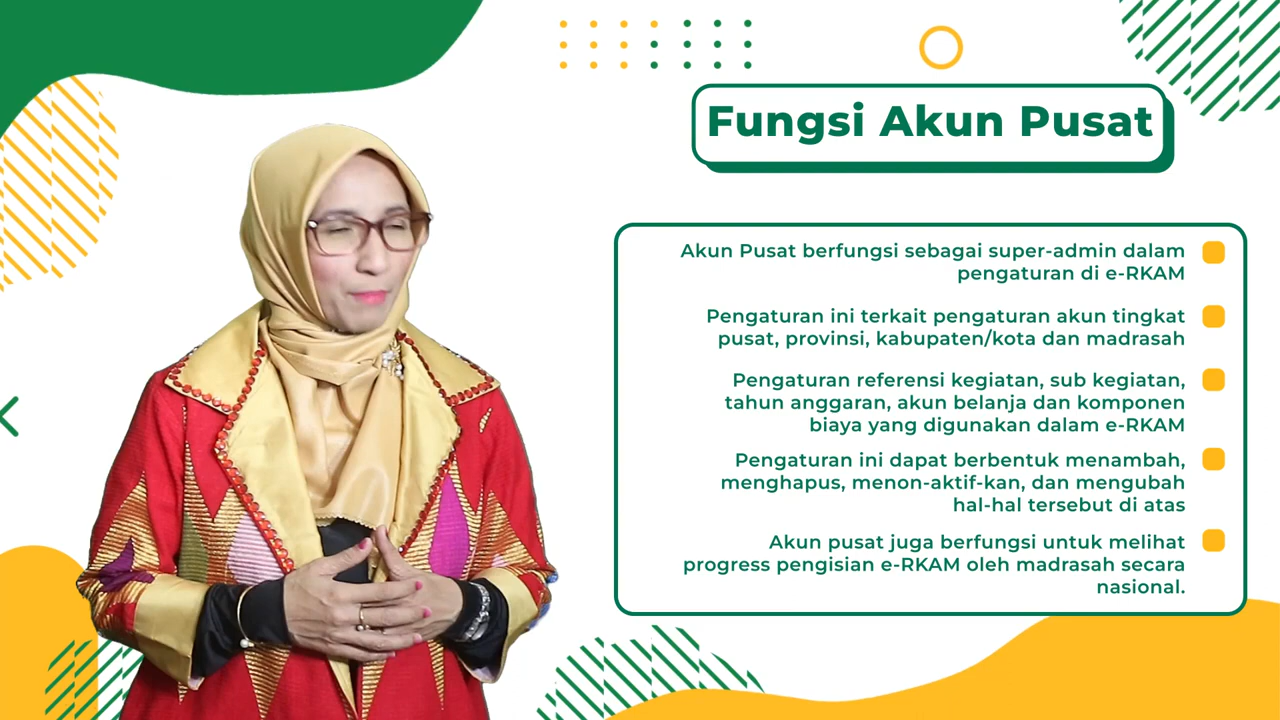 Fungsi Akun Pusat
Akun Pusat berfungsi sebagai super-admin dalam
pengaturan di e-RKAM
Pengaturan ini terkait pengaturan akun tingkat
pusat, provinsi, kabupaten/kota dan madrasah
Pengaturan referensi kegiatan, sub kegiatan,
tahun anggaran, akun belanja dan komponen
biaya yang digunakan dalam e-RKAM
Pengaturan ini dapat berbentuk menambah,
menghapus, menon-aktif-kan, dan mengubah
hal-hal tersebut di atas
Akun pusat juga berfungsi untuk melihat
progress pengisian e-RKAM oleh madrasah secara
nasional.